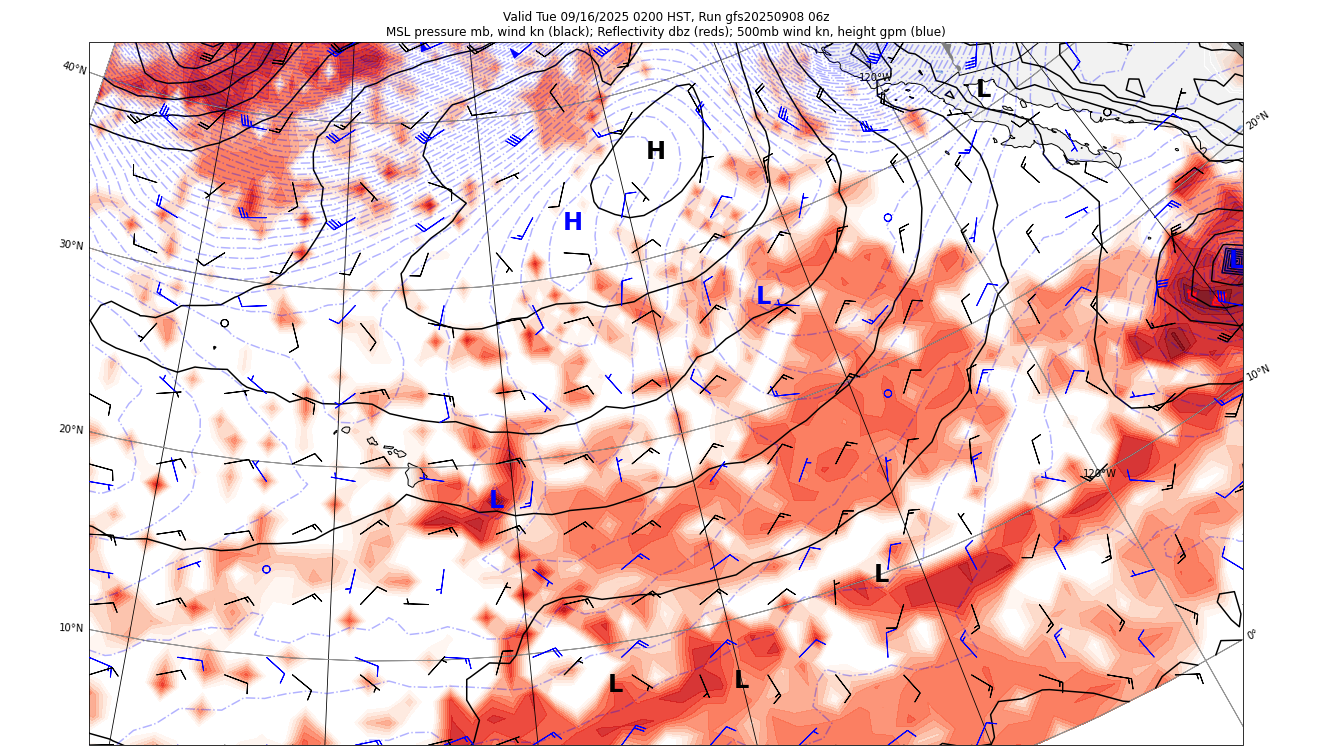 Valid Tue 09/16/2025 0200 HST, Run gfs20250908 06z
MSL pressure mb, wind kn (black); Reflectivity dbz (reds); 500mb wind kn, height gpm (blue)
40°N
120°W
L
20°N
H
H
30°N
L
L
10°N
20°N
120°W
L
L
10°N
0°
L
L